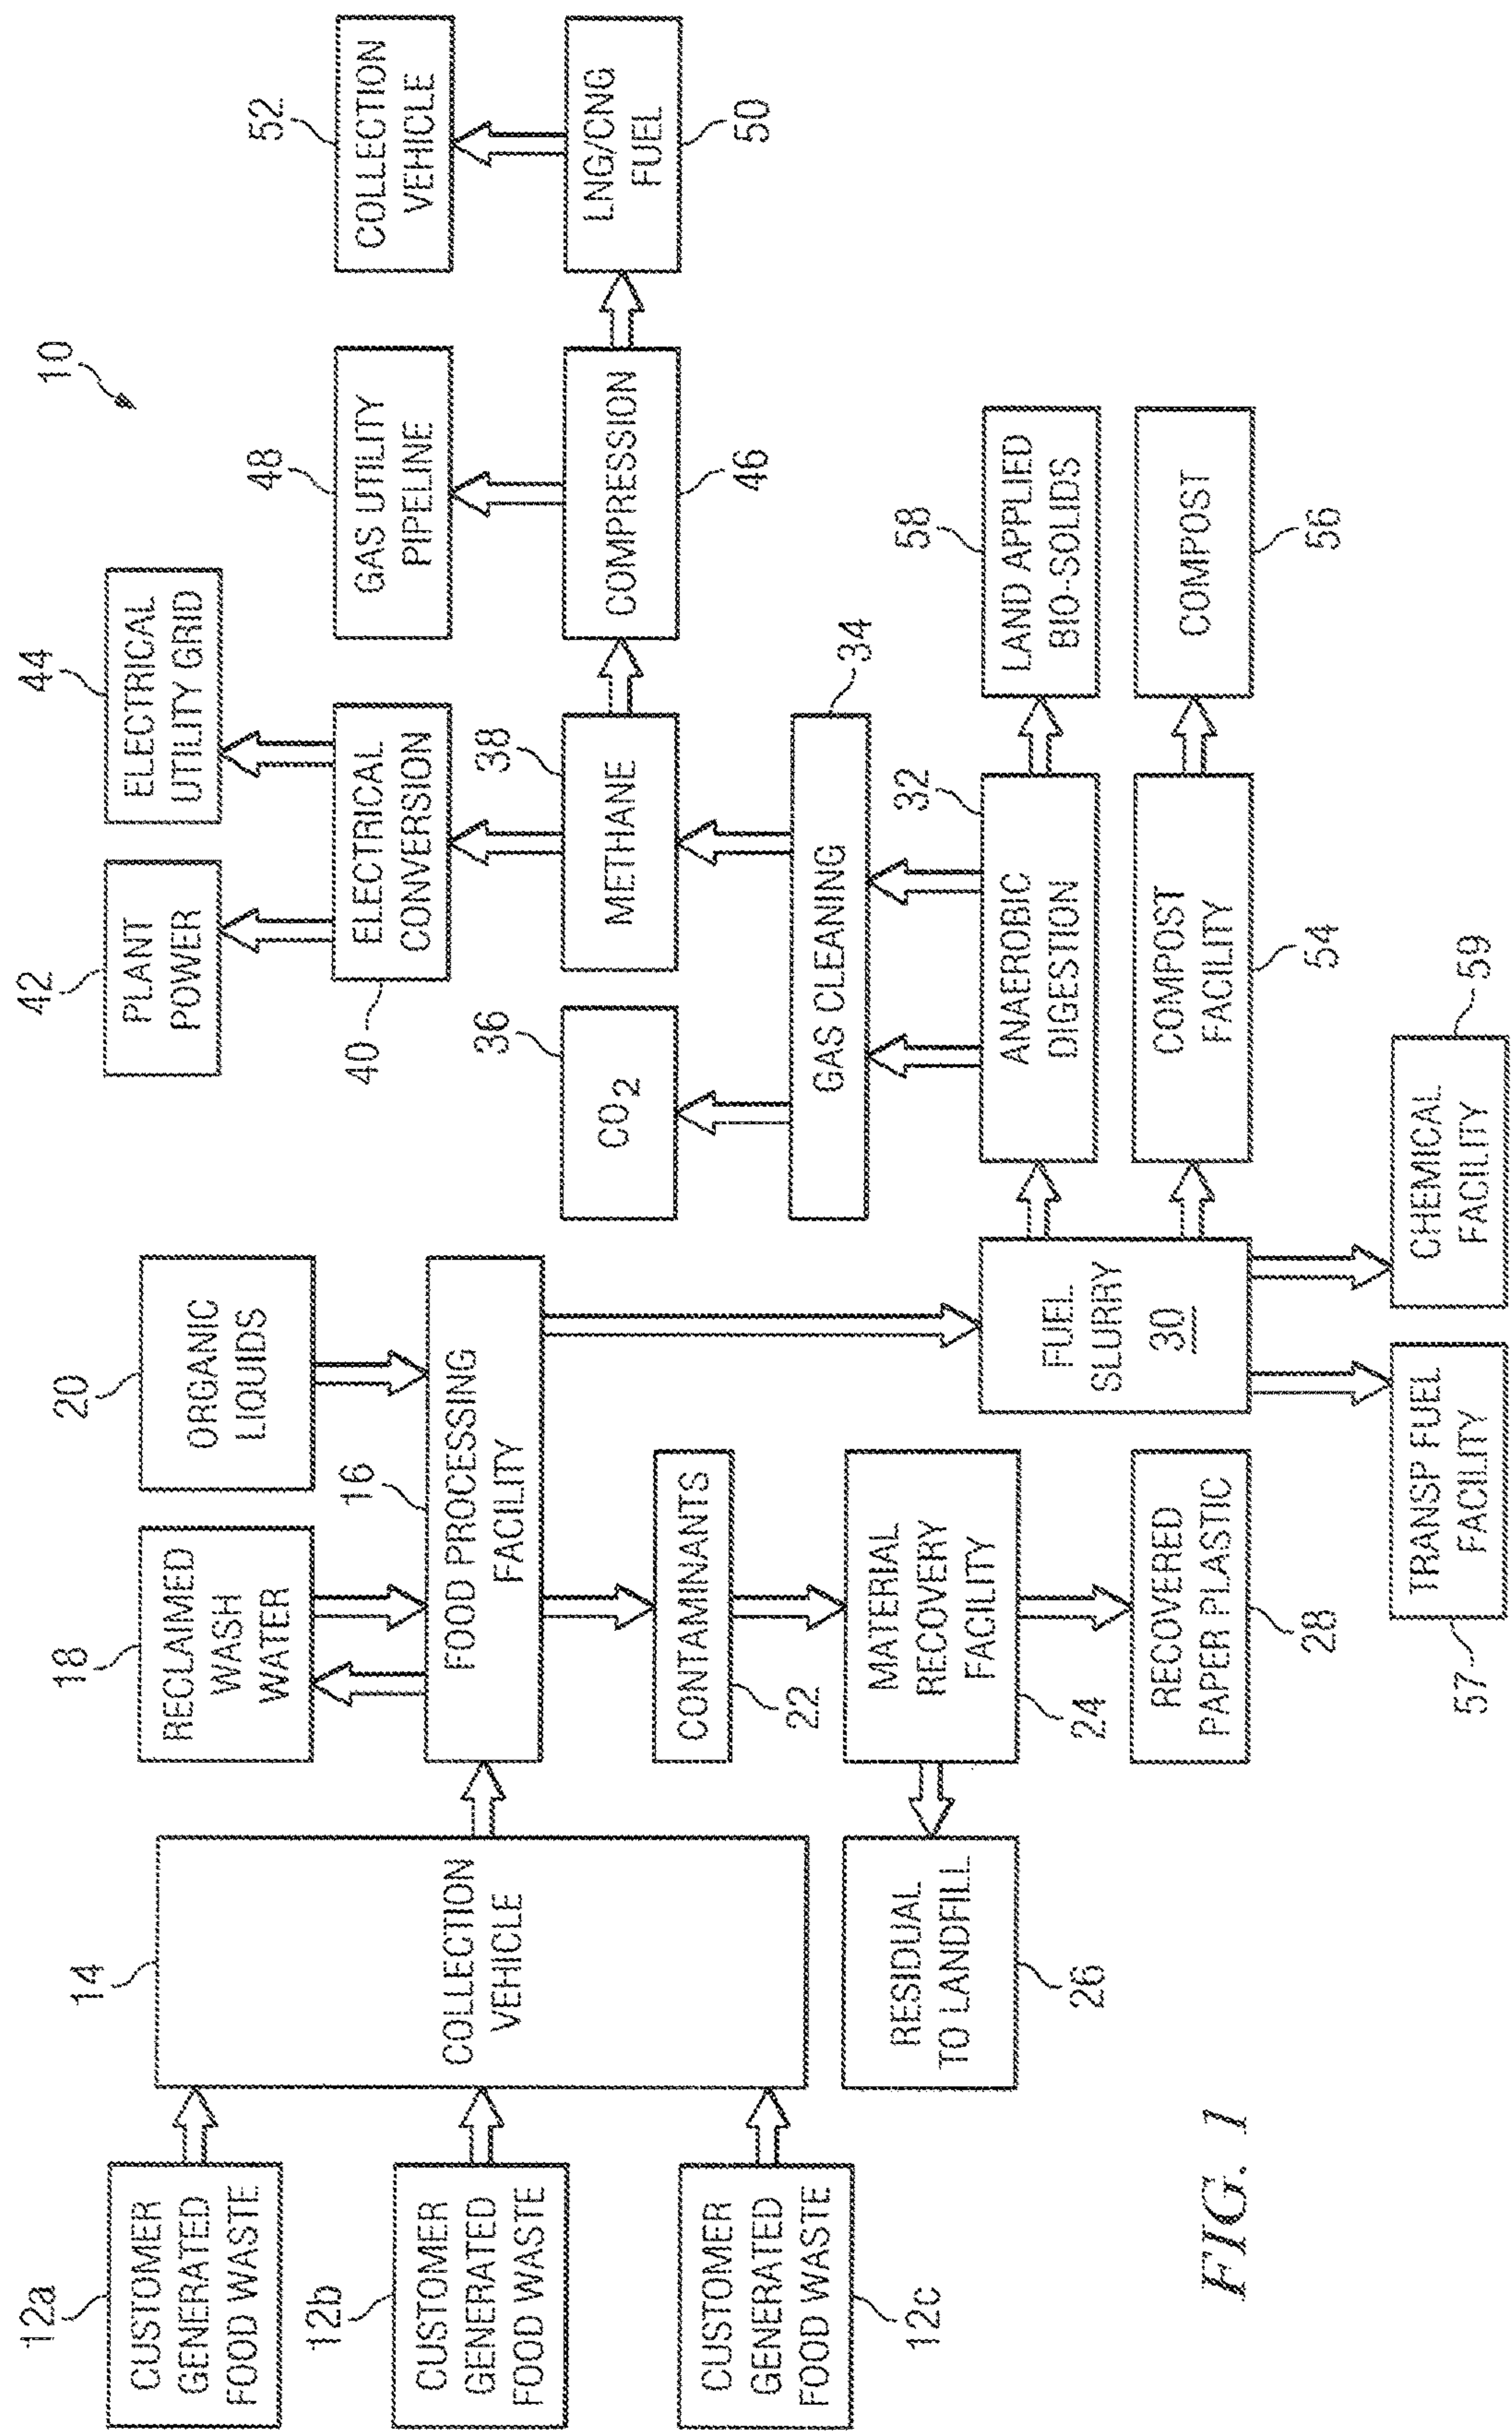 10
12a
CUSTOMER
GENERATED
FOOD WASTE
12b
CUSTOMER
GENERATED
FOOD WASTE
12c
CUSTOMER
GENERATED
FOOD WASTE
14
COLLECTION
VEHICLE
18
RECLAIMED
WASH
WATER
20
ORGANIC
LIQUIDS
16
FOOD PROCESSING
FACILITY
CONTAMINANTS
22
MATERIAL
RECOVERY
FACILITY
24
RESIDUAL
TO LANDFILL
26
RECOVERED
PAPER PLASTIC
28
FUEL
SLURRY
30
TRANSP FUEL
FACILITY
57
CHEMICAL
FACILITY
59
32
ANAEROBIC
DIGESTION
COMPOST
FACILITY
54
58
LAND APPLIED
BIO-SOLIDS
COMPOST
56
34
GAS CLEANING
36
CO2
38
METHANE
ELECTRICAL
CONVERSION
40
42
PLANT
POWER
44
ELECTRICAL
UTILITY GRID
COMPRESSION
46
48
GAS UTILITY
PIPELINE
LNG/CNG
FUEL
50
52
COLLECTION
VEHICLE
FIG. 1